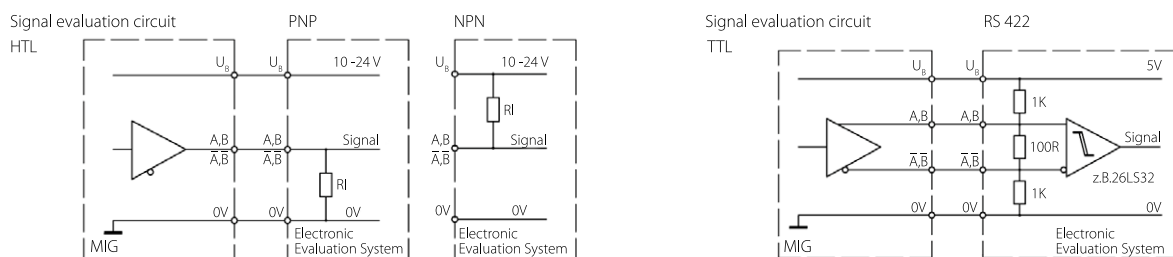 Signal evaluation circuit
HTL
PNP
NPN
U_B
U_B
10 -24 V
A,B
A̅,B̅
A,B
A̅,B̅
Signal
RI
0V
0V
0V
MIG
Electronic
Evaluation System
U_B
10 -24 V
RI
A,B
A̅,B̅
Signal
0V
0V
Electronic
Evaluation System
Signal evaluation circuit
TTL
RS 422
U_B
U_B
5V
1K
A,B
A,B
100R
Signal
A̅,B̅
A̅,B̅
z.B.26LS32
1K
0V
0V
0V
MIG
Electronic
Evaluation System